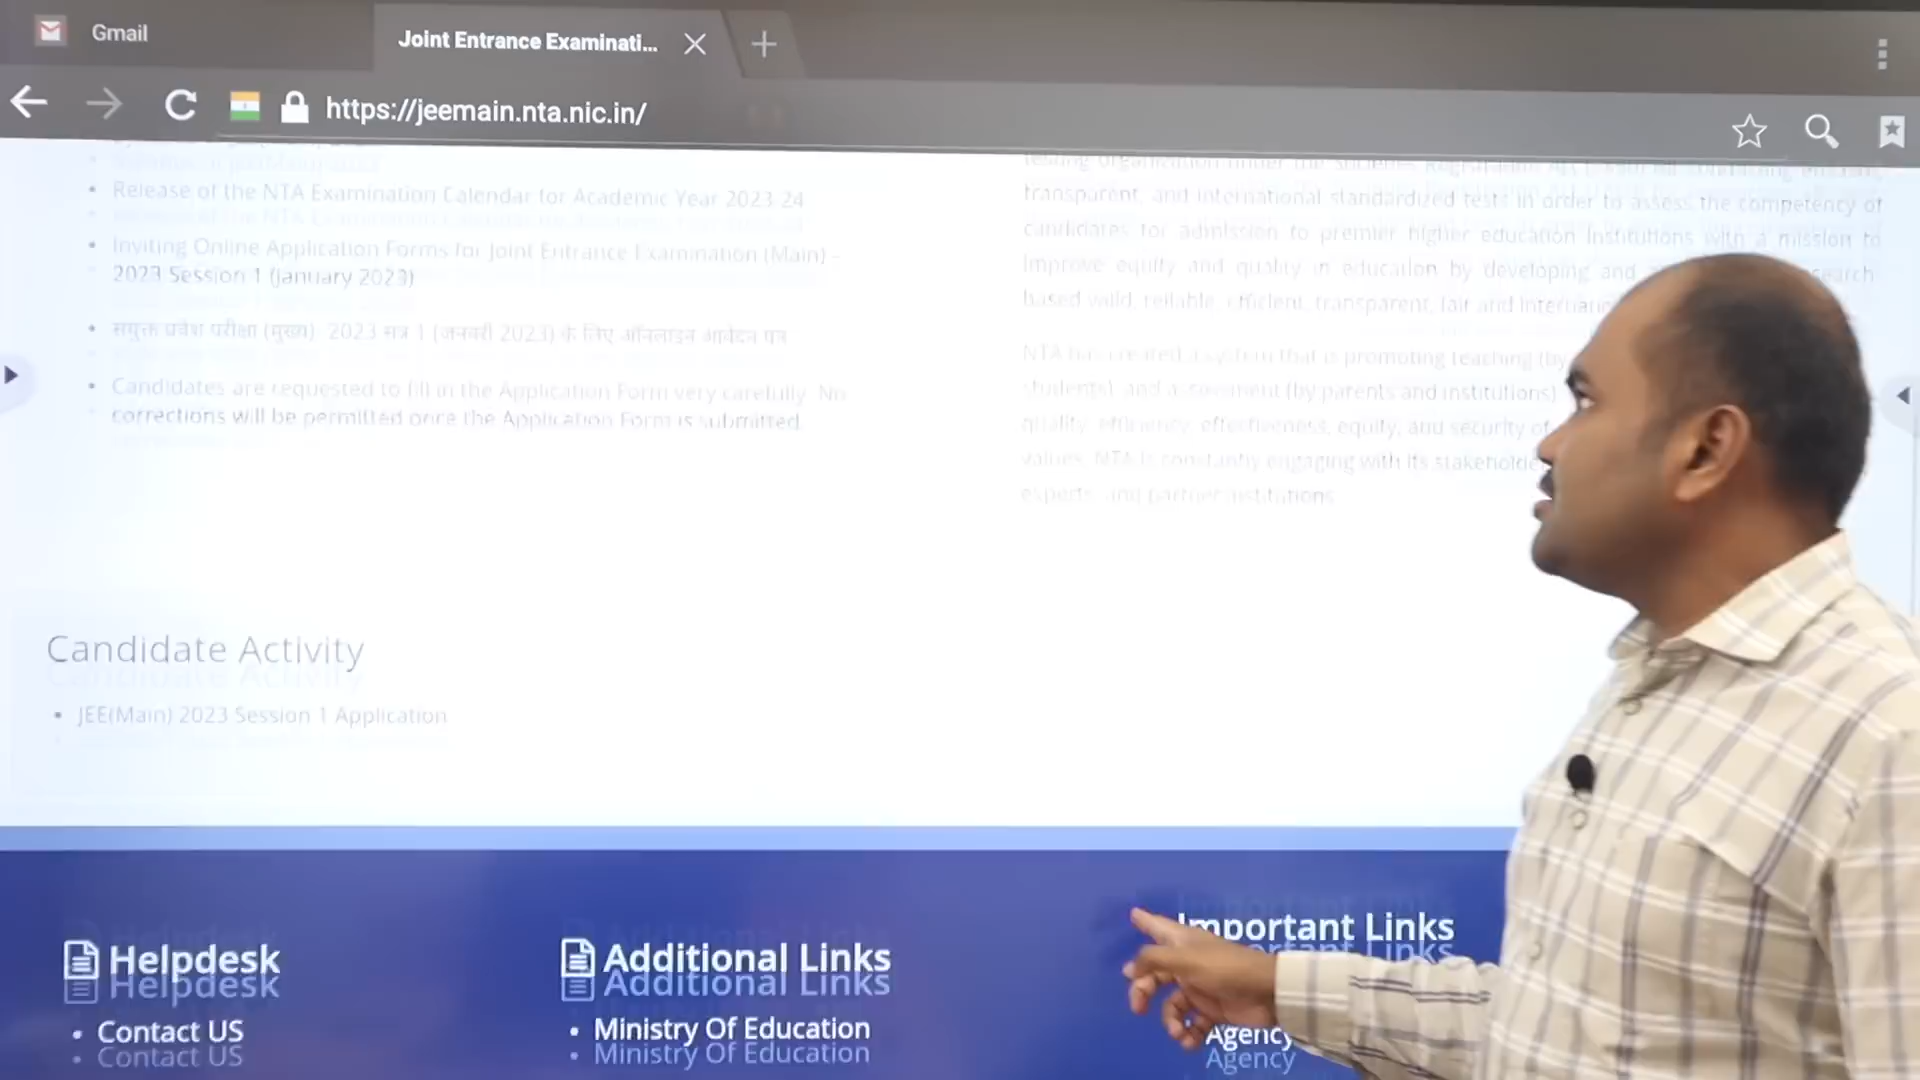 Gmail
Joint Entrance Examinati...
https://jeemain.nta.nic.in/
Release of the NTA Examination Calendar for Academic Year 2023-24
Inviting Online Application Forms for Joint Entrance Examination (Main) -
2023 Session 1 (January 2023)
संयुक्त प्रवेश परीक्षा (मुख्य) 2023 सत्र 1 (जनवरी 2023) के लिए ऑनलाइन आवेदन पत्र
Candidates are requested to fill in the Application Form very carefully. No
corrections will be permitted once the Application Form is submitted.
testing organization under the Societies Registration Act
transparent, and international standardized tests in order to assess the competency of
candidates for admission to premier higher education institutions with a mission to
improve equity and quality in education by developing and
based valid, reliable, efficient, transparent, fair and
NTA has created a system that is promoting teaching (by
students), and assessment (by parents and institutions)
quality, efficiency, effectiveness, equity, and security of
values, NTA is constantly engaging with its
experts, and partner institutions.
Candidate Activity
JEE(Main) 2023 Session 1 Application
Helpdesk
Contact US
Additional Links
Ministry Of Education
Important Links
Agency